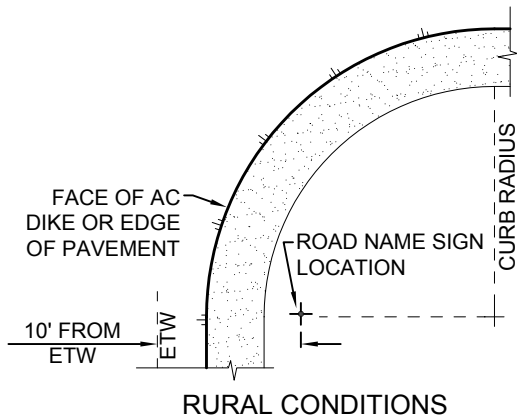 FACE OF AC
DIKE OR EDGE
OF PAVEMENT
ROAD NAME SIGN
LOCATION
CURB RADIUS
10' FROM
ETW
ETW
RURAL CONDITIONS